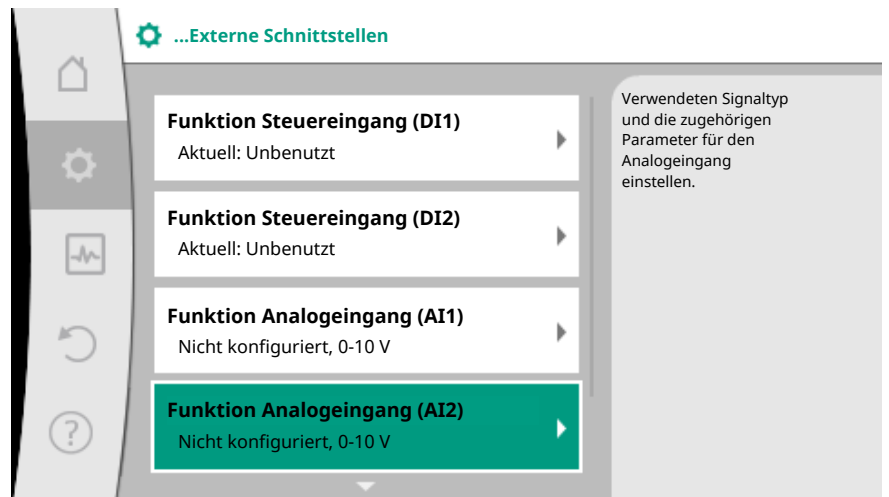 ...Externe Schnittstellen
Funktion Steuereingang (DI1)
Aktuell: Unbenutzt
Funktion Steuereingang (DI2)
Aktuell: Unbenutzt
Funktion Analogeingang (AI1)
Nicht konfiguriert, 0-10 V
Funktion Analogeingang (AI2)
Nicht konfiguriert, 0-10 V
Verwendeten Signaltyp
und die zugehörigen
Parameter für den
Analogeingang
einstellen.
?